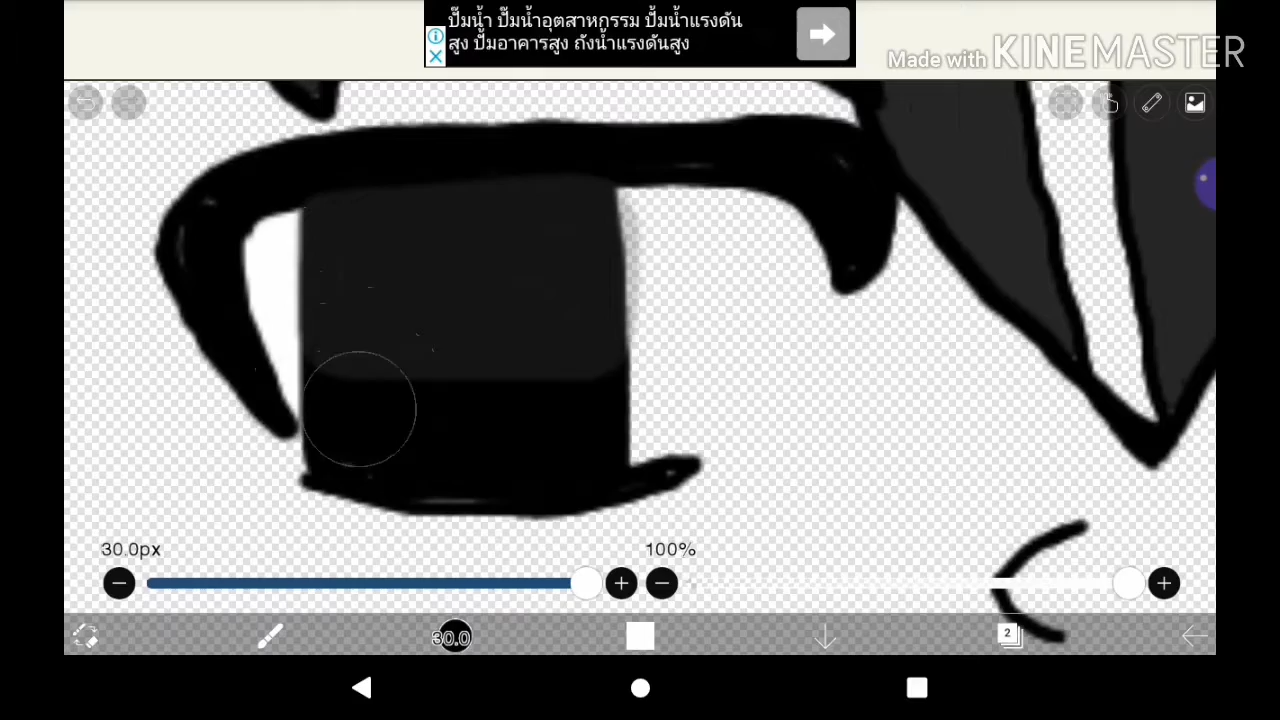 ปั๊มน้ำ ปั๊มน้ำอุตสาหกรรม ปั้มน้ำแรงดัน
สูง ปั้มอาคารสูง ถังน้ำแรงดันสูง
Made with KINEMASTER
30.0px
100%
30.0
2